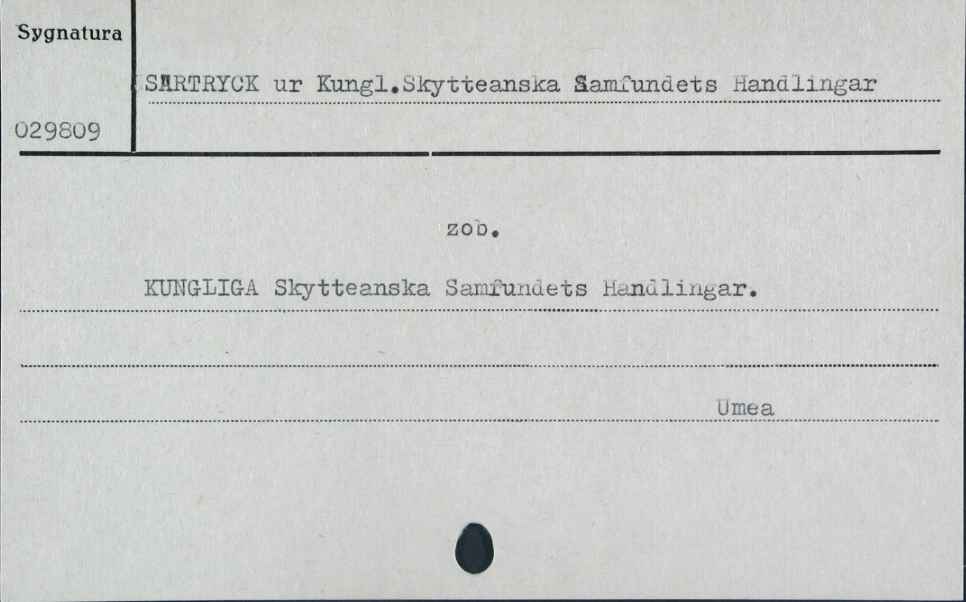 Sygnatura
SÄRTRYCK ur Kungl.Skytteanska Samfundets Handlingar
029809
zob.
KUNGLIGA Skytteanska Samfundets Handlingar.
Umea